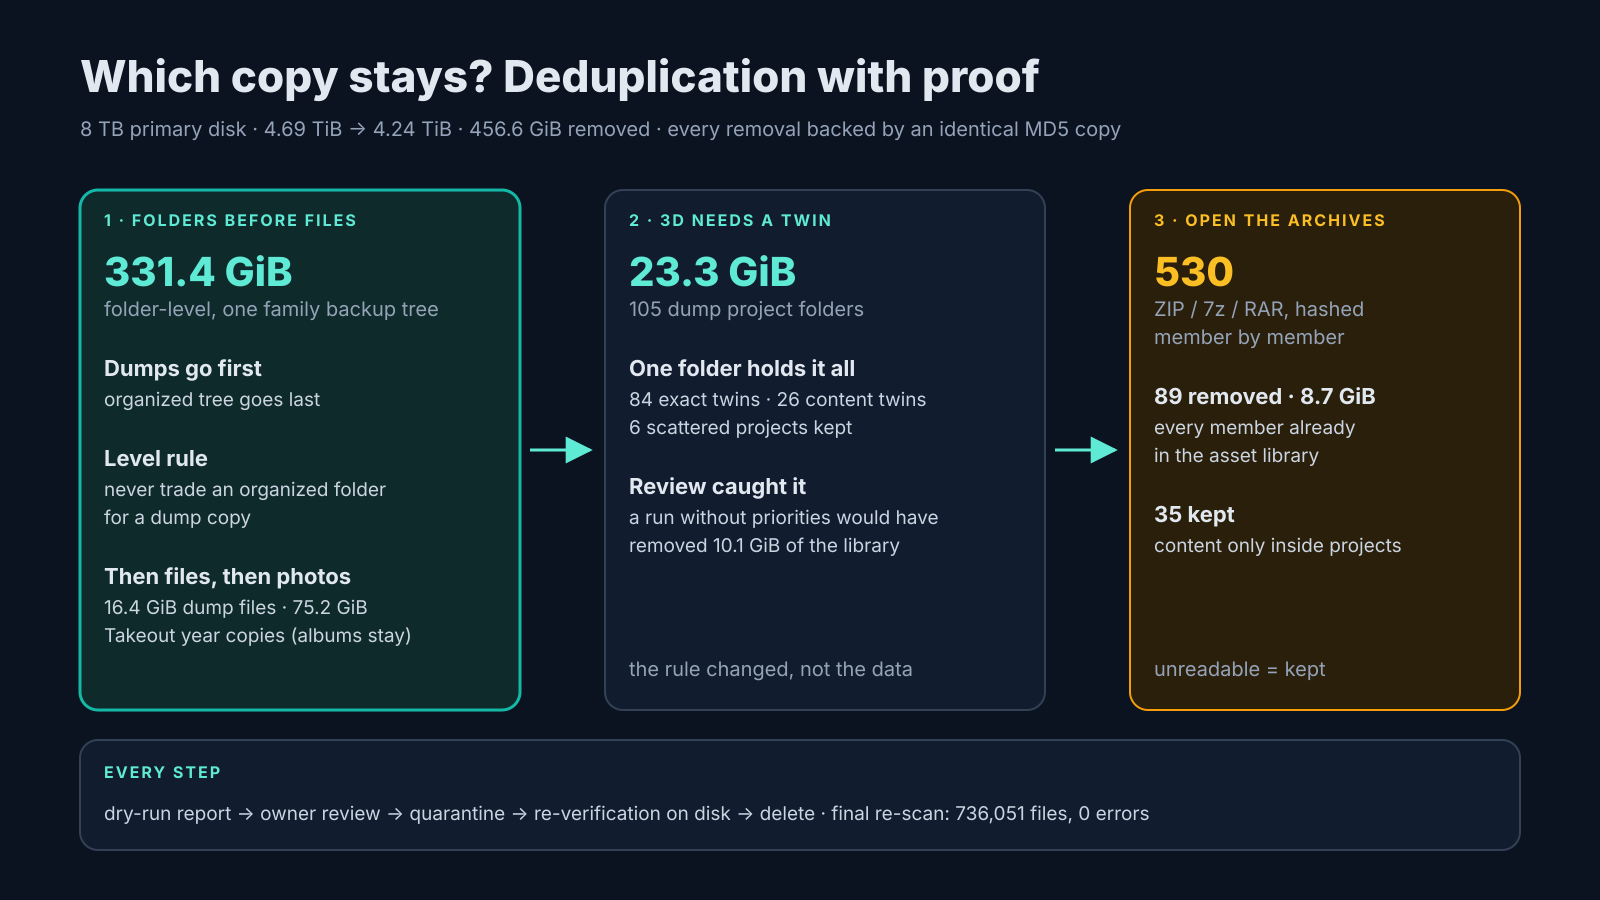 Which copy stays? Deduplication with proof
8 TB primary disk · 4.69 TiB → 4.24 TiB · 456.6 GiB removed · every removal backed by an identical MD5 copy
1 · FOLDERS BEFORE FILES
331.4 GiB
folder-level, one family backup tree
Dumps go first
organized tree goes last
Level rule
never trade an organized folder
for a dump copy
Then files, then photos
16.4 GiB dump files · 75.2 GiB
Takeout year copies (albums stay)
2 · 3D NEEDS A TWIN
23.3 GiB
105 dump project folders
One folder holds it all
84 exact twins · 26 content twins
6 scattered projects kept
Review caught it
a run without priorities would have
removed 10.1 GiB of the library
the rule changed, not the data
3 · OPEN THE ARCHIVES
530
ZIP / 7z / RAR, hashed
member by member
89 removed · 8.7 GiB
every member already
in the asset library
35 kept
content only inside projects
unreadable = kept
EVERY STEP
dry-run report → owner review → quarantine → re-verification on disk → delete · final re-scan: 736,051 files, 0 errors